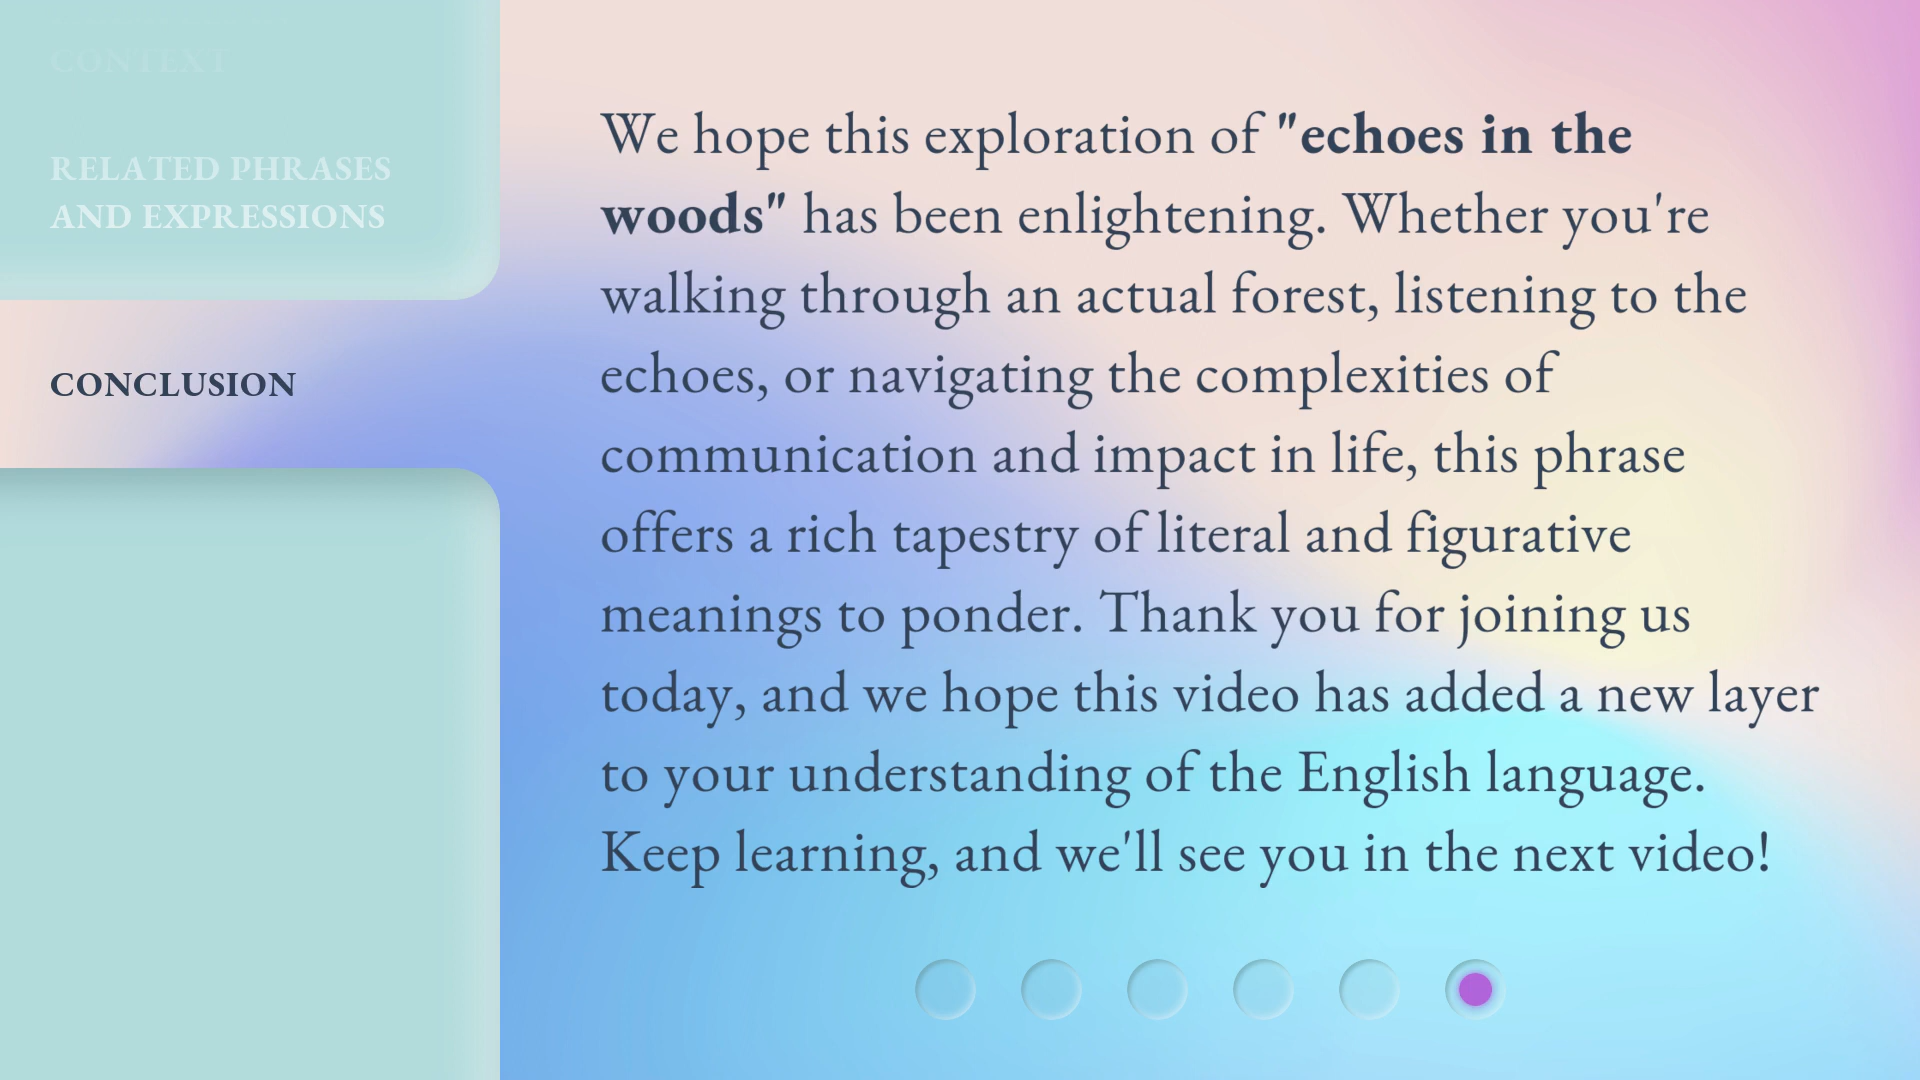 CONTEXT
RELATED PHRASES
AND EXPRESSIONS
CONCLUSION
We hope this exploration of "echoes in the
woods" has been enlightening. Whether you're
walking through an actual forest, listening to the
echoes, or navigating the complexities of
communication and impact in life, this phrase
offers a rich tapestry of literal and figurative
meanings to ponder. Thank you for joining us
today, and we hope this video has added a new layer
to your understanding of the English language.
Keep learning, and we'll see you in the next video!